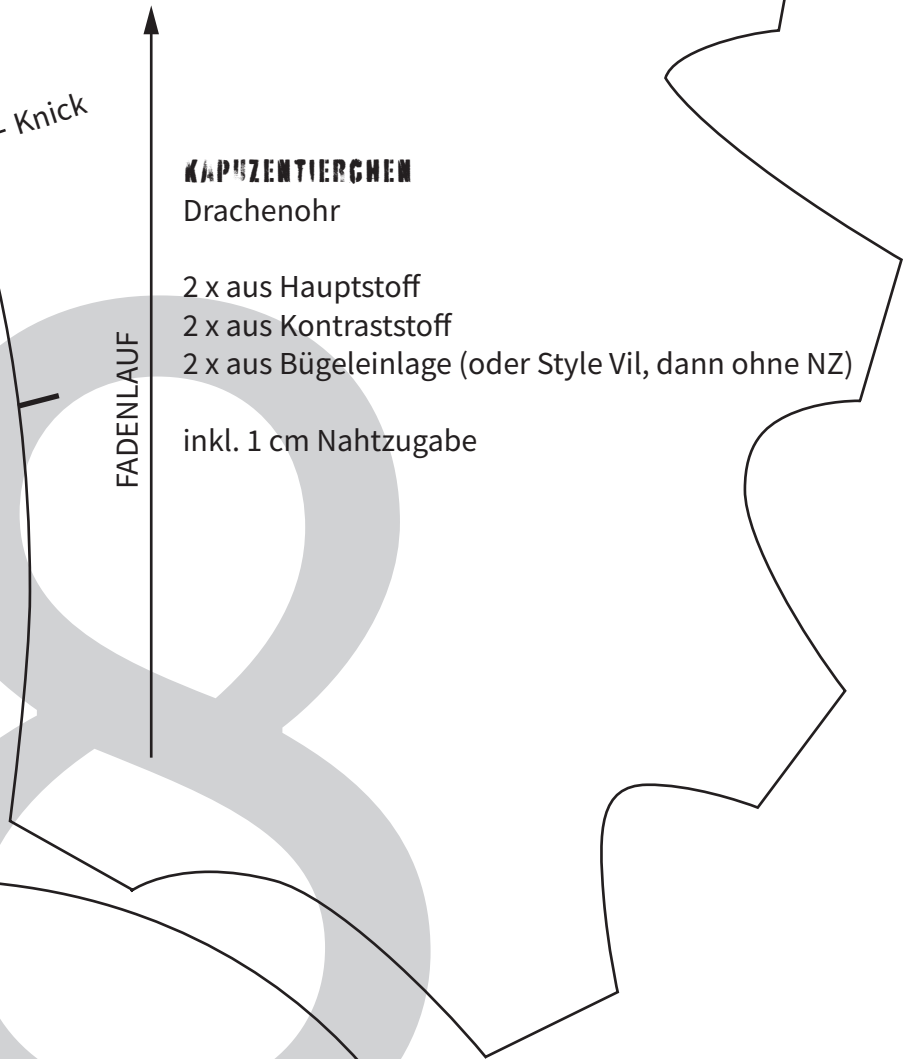 - Knick
KAPUZENTIERCHEN
Drachenohr
2 x aus Hauptstoff
2 x aus Kontraststoff
2 x aus Bügeleinlage (oder Style Vil, dann ohne NZ)
inkl. 1 cm Nahtzugabe
FADENLAUF
8